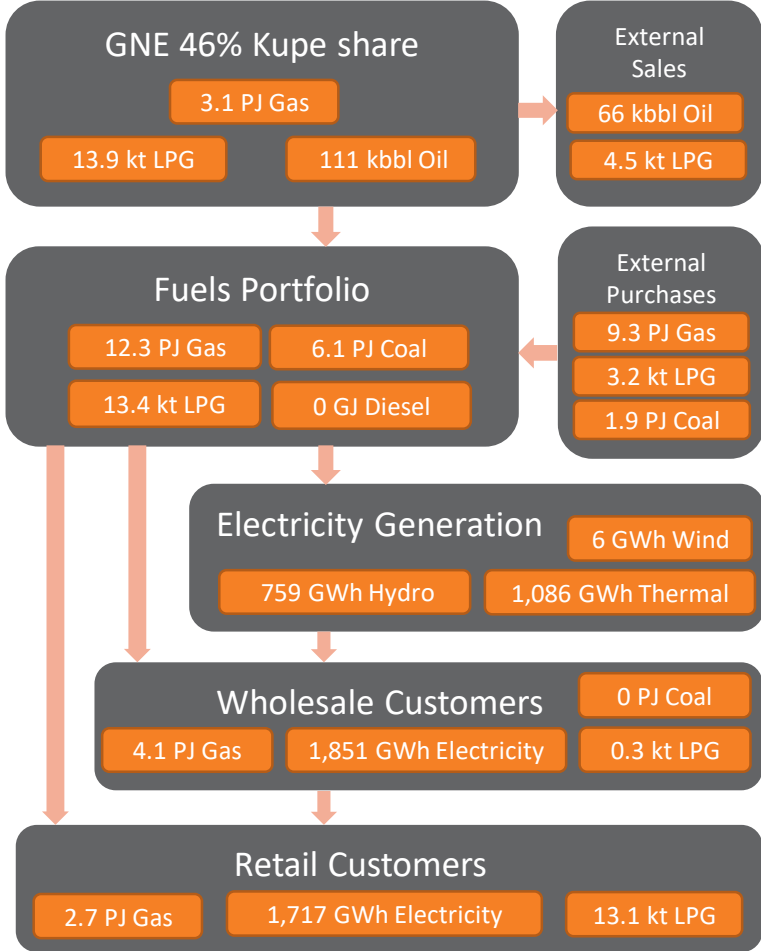 GNE 46% Kupe share
3.1 PJ Gas
13.9 kt LPG
111 kbbl Oil
External
Sales
66 kbbl Oil
4.5 kt LPG
Fuels Portfolio
12.3 PJ Gas
6.1 PJ Coal
13.4 kt LPG
0 GJ Diesel
External
Purchases
9.3 PJ Gas
3.2 kt LPG
1.9 PJ Coal
Electricity Generation
6 GWh Wind
759 GWh Hydro
1,086 GWh Thermal
Wholesale Customers
0 PJ Coal
4.1 PJ Gas
1,851 GWh Electricity
0.3 kt LPG
Retail Customers
2.7 PJ Gas
1,717 GWh Electricity
13.1 kt LPG